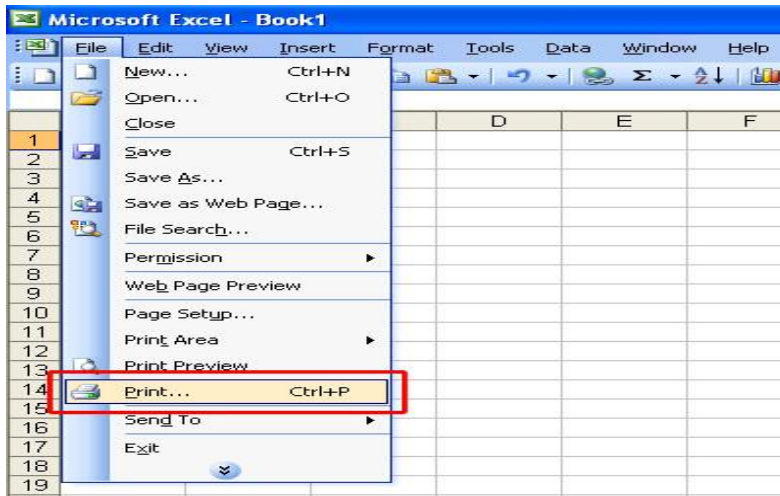 Microsoft Excel - Book1
File Edit View Insert Format Tools Data Window Help
New... Ctrl+N
Open... Ctrl+O
Close
Save Ctrl+S
Save As...
Save as Web Page...
File Search...
Permission
Web Page Preview
Page Setup...
Print Area
Print Preview
Print... Ctrl+P
Send To
Exit
D E F
1
2
3
4
5
6
7
8
9
10
11
12
13
14
15
16
17
18
19